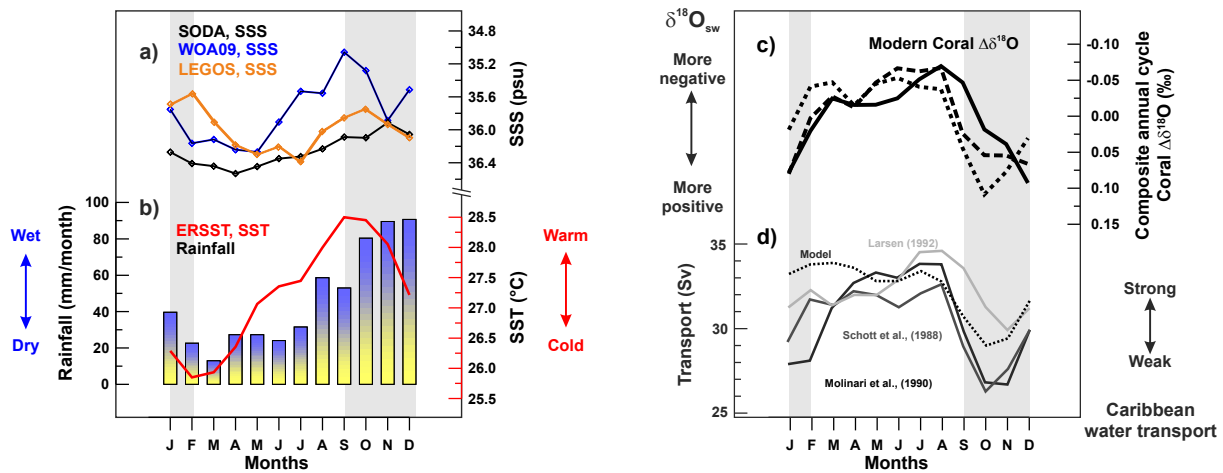 a)
SODA, SSS
WOA09, SSS
LEGOS, SSS
34.8
35.2
35.6
36.0
36.4
SSS (psu)
b)
ERSST, SST
Rainfall
100
80
60
40
20
0
Rainfall (mm/month)
Wet
Dry
28.5
28.0
27.5
27.0
26.5
26.0
25.5
SST (°C)
Warm
Cold
J F M A M J J A S O N D
Months
δ18Osw
More
negative
More
positive
c)
Modern Coral Δδ18O
-0.10
-0.05
0.00
0.05
0.10
0.15
Composite annual cycle
Coral Δδ18O (‰)
d)
Larsen (1992)
Model
Schott et al., (1988)
Molinari et al., (1990)
35
30
25
Transport (Sv)
Strong
Weak
Caribbean
water transport
J F M A M J J A S O N D
Months